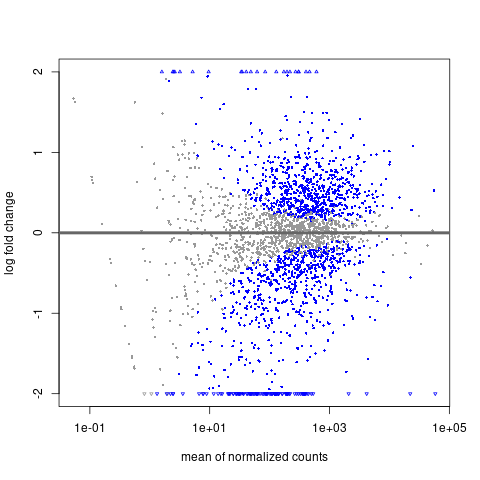 2
1
0
-1
-2
log fold change
1e-01
1e+01
1e+03
1e+05
mean of normalized counts